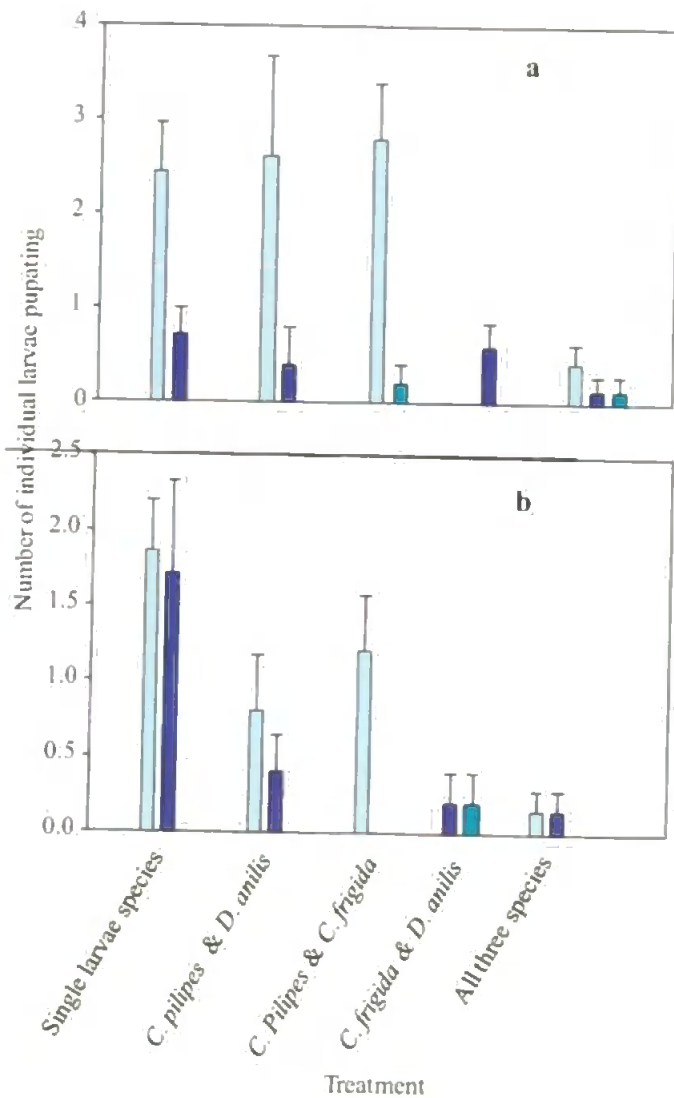 4
a
3
2
1
0
Number of individual larvae pupating
2.5
b
2.0
1.5
1.0
0.5
0.0
Single larvae species
C. pilipes & D. anilis
C. Pilipes & C. frigida
C. frigida & D. anilis
All three species
Treatment